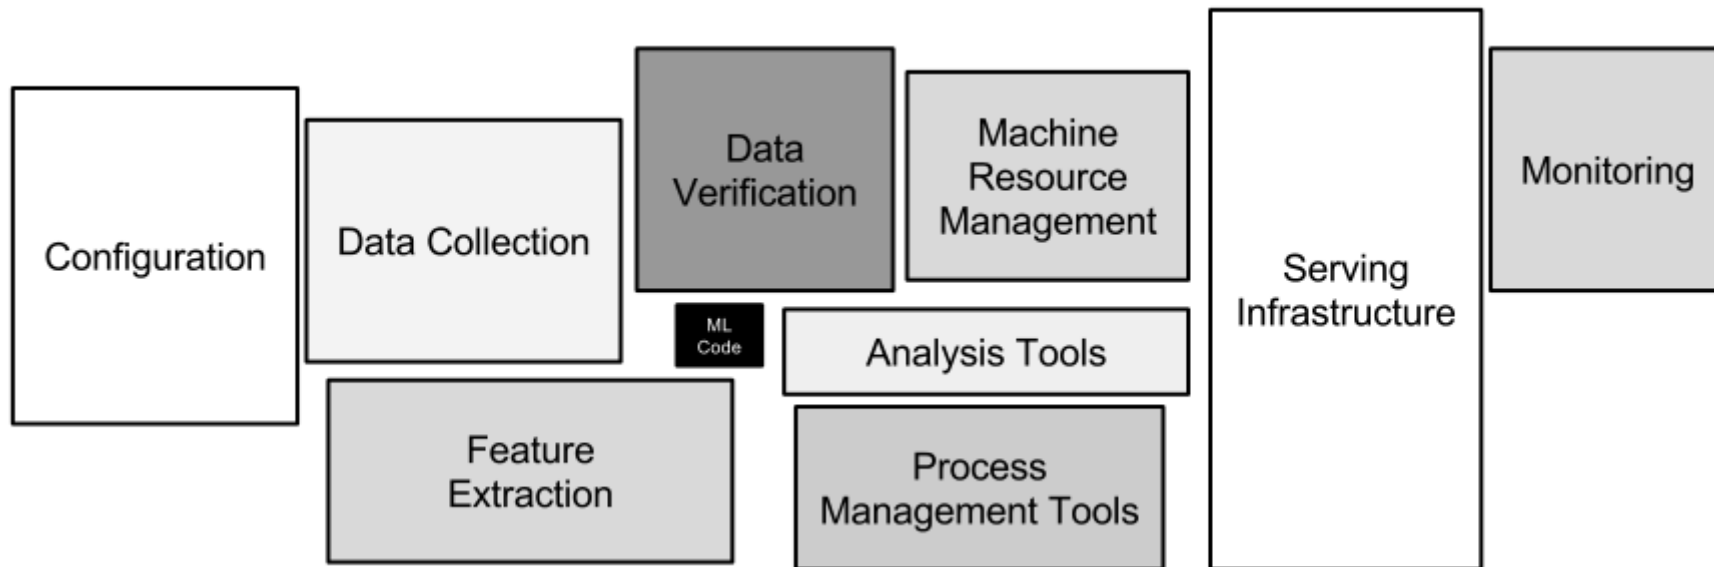 Configuration
Data Collection
Data
Verification
Machine
Resource
Management
Monitoring
Serving
Infrastructure
ML
Code
Analysis Tools
Feature
Extraction
Process
Management Tools